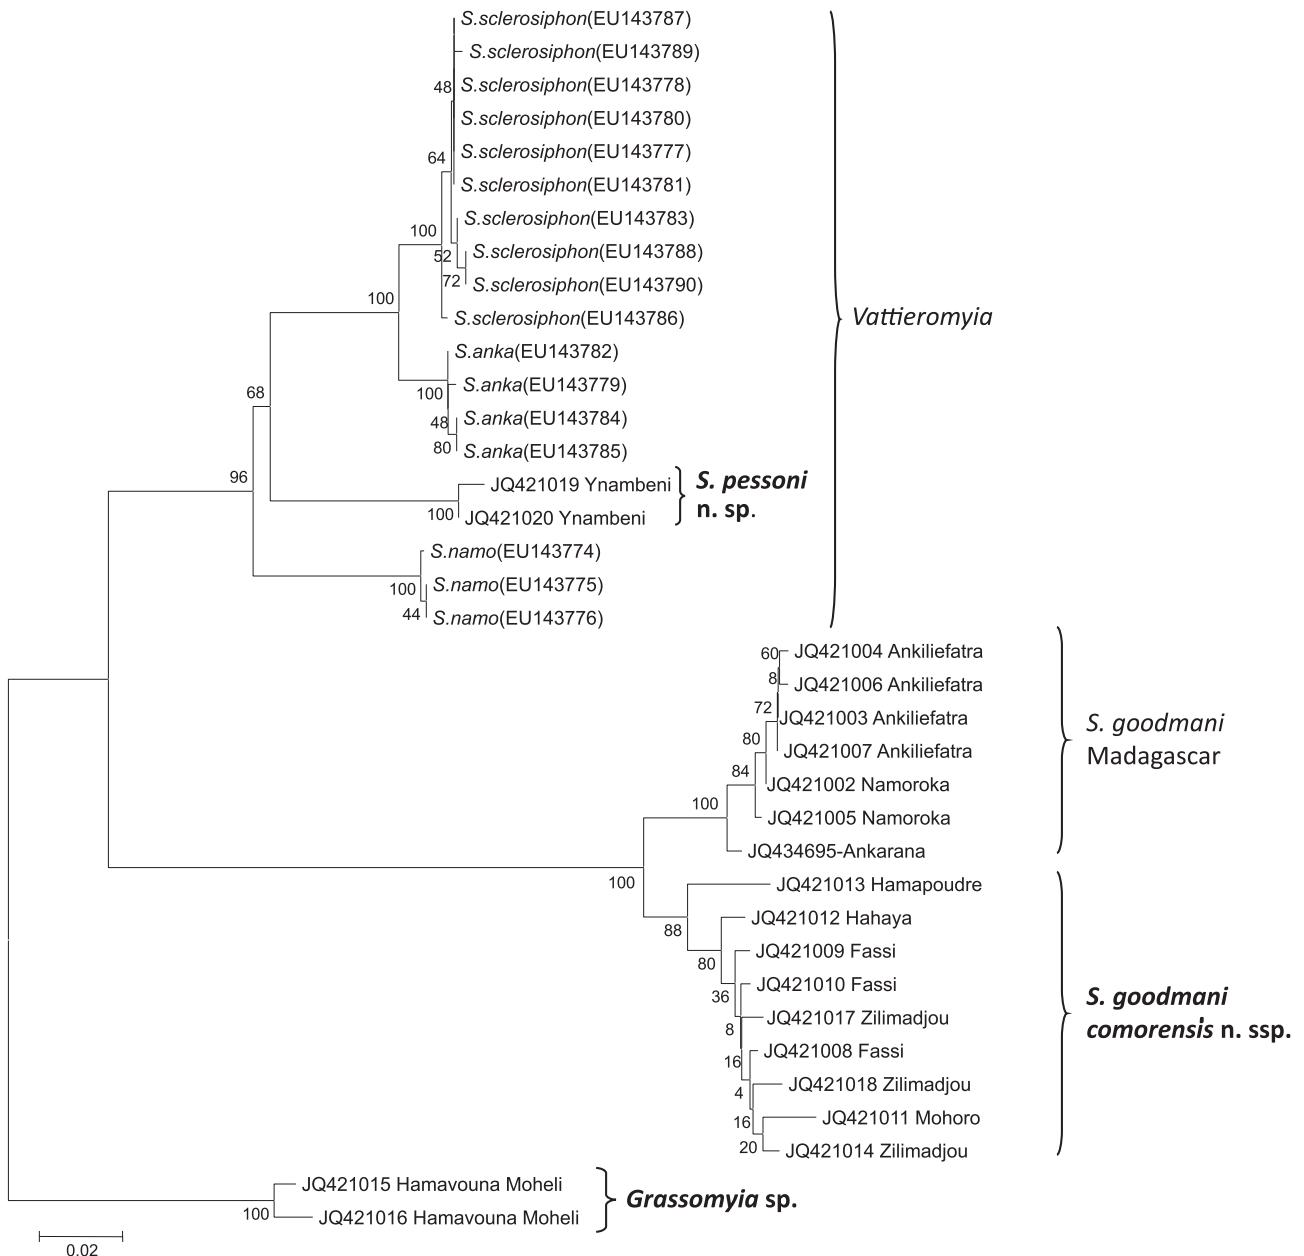 S.sclerosiphon(EU143787)
S.sclerosiphon(EU143789)
48
S.sclerosiphon(EU143778)
S.sclerosiphon(EU143780)
64
S.sclerosiphon(EU143777)
S.sclerosiphon(EU143781)
S.sclerosiphon(EU143783)
100
52
S.sclerosiphon(EU143788)
72
S.sclerosiphon(EU143790)
100
S.sclerosiphon(EU143786)
Vattieromyia
S.anka(EU143782)
100
S.anka(EU143779)
68
48
S.anka(EU143784)
80
S.anka(EU143785)
96
JQ421019 Ynambeni
100
JQ421020 Ynambeni
S. pessoni
n. sp.
S.namo(EU143774)
100
S.namo(EU143775)
44
S.namo(EU143776)
60
JQ421004 Ankiliefatra
8
JQ421006 Ankiliefatra
72
JQ421003 Ankiliefatra
80
JQ421007 Ankiliefatra
84
JQ421002 Namoroka
100
JQ421005 Namoroka
JQ434695-Ankarana
S. goodmani
Madagascar
100
JQ421013 Hamapoudre
88
JQ421012 Hahaya
80
JQ421009 Fassi
36
JQ421010 Fassi
8
JQ421017 Zilimadjou
16
JQ421008 Fassi
4
JQ421018 Zilimadjou
16
JQ421011 Mohoro
20
JQ421014 Zilimadjou
S. goodmani
comorensis n. ssp.
JQ421015 Hamavouna Moheli
100
JQ421016 Hamavouna Moheli
Grassomyia sp.
0.02